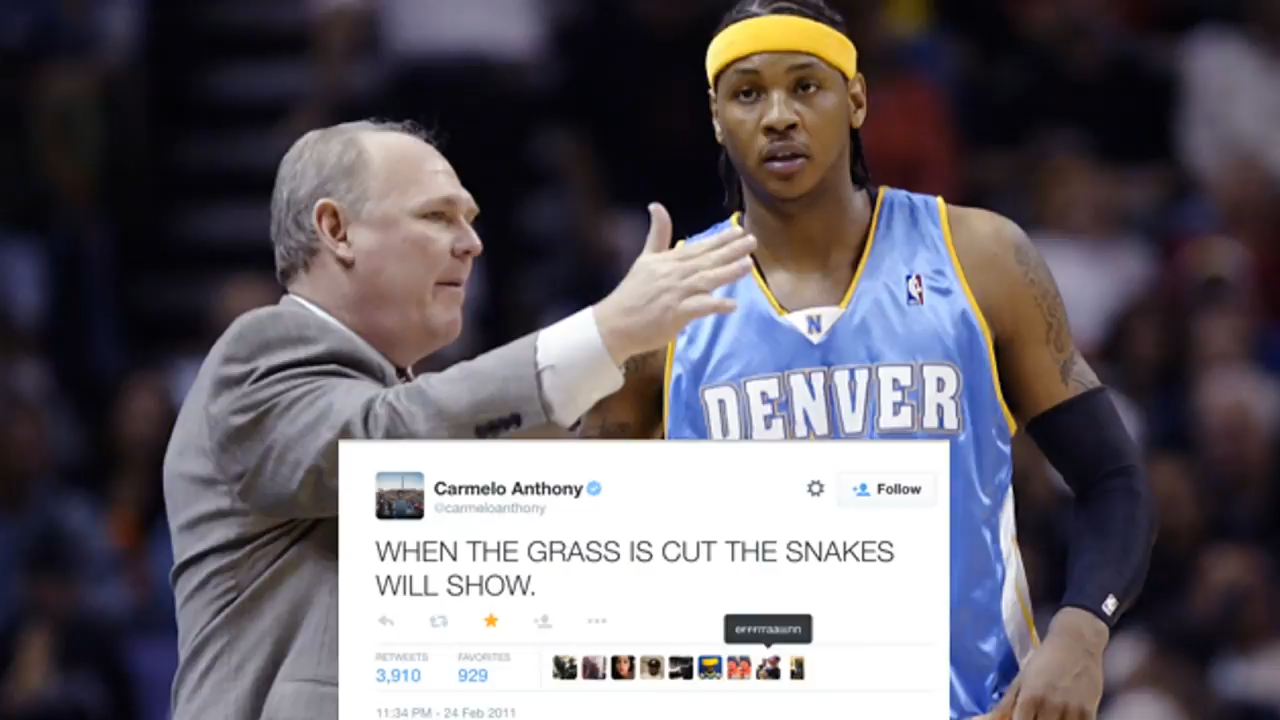 N
DENVER
Carmelo Anthony
@carmeloanthony
Follow
WHEN THE GRASS IS CUT THE SNAKES
WILL SHOW.
RETWEETS
FAVORITES
3,910
929
11:34 PM - 24 Feb 2011